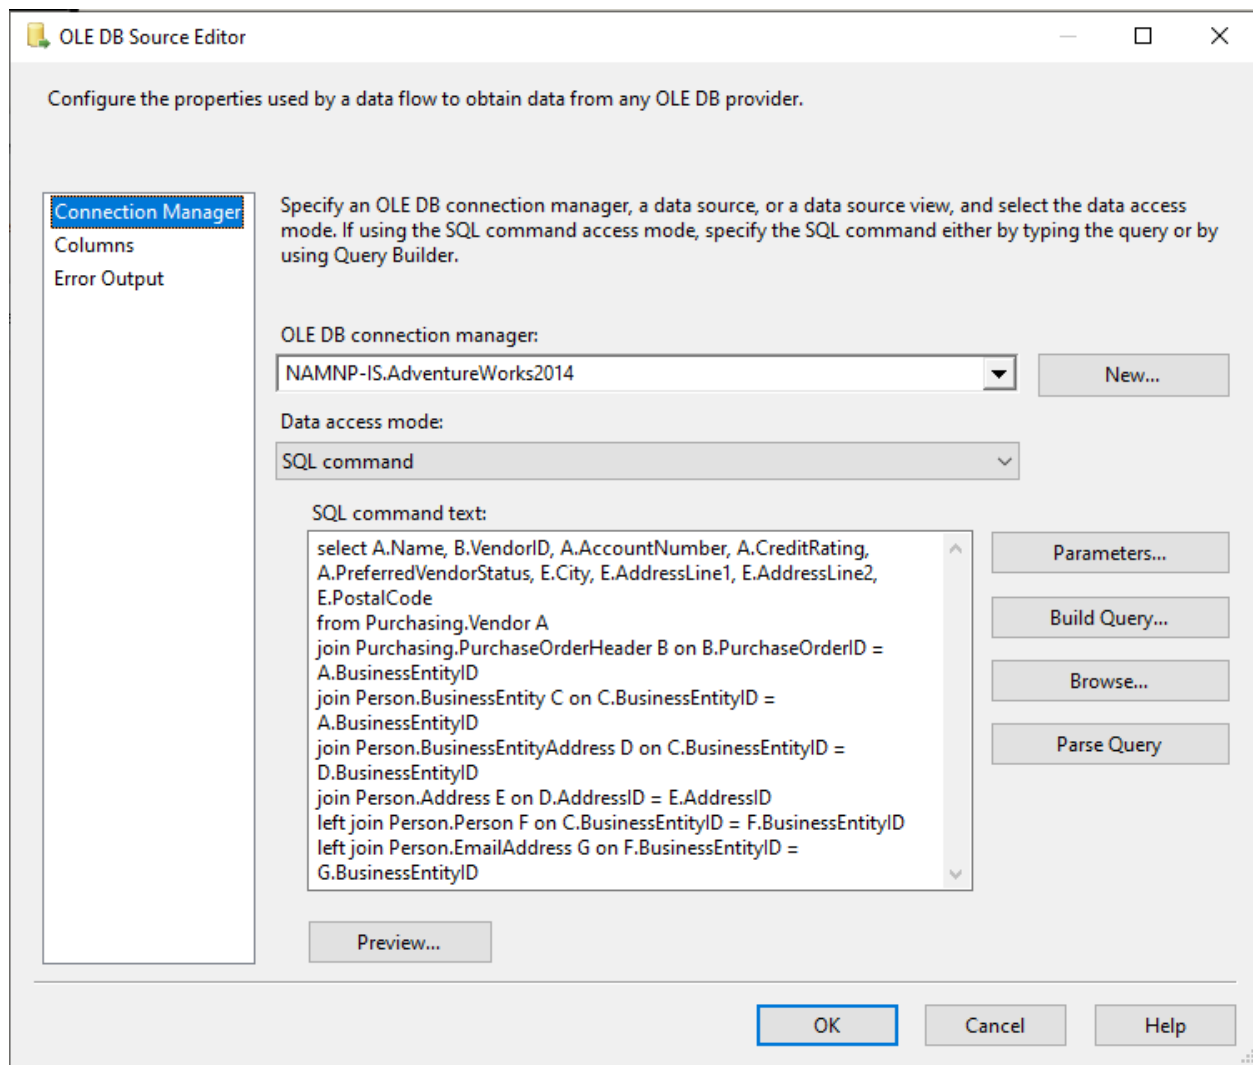 OLE DB Source Editor
Configure the properties used by a data flow to obtain data from any OLE DB provider.
Connection Manager
Columns
Error Output
Specify an OLE DB connection manager, a data source, or a data source view, and select the data access
mode. If using the SQL command access mode, specify the SQL command either by typing the query or by
using Query Builder.
OLE DB connection manager:
NAMNP-IS.AdventureWorks2014
New...
Data access mode:
SQL command
SQL command text:
select A.Name, B.VendorID, A.AccountNumber, A.CreditRating,
A.PreferredVendorStatus, E.City, E.AddressLine1, E.AddressLine2,
E.PostalCode
from Purchasing.Vendor A
join Purchasing.PurchaseOrderHeader B on B.PurchaseOrderID =
A.BusinessEntityID
join Person.BusinessEntity C on C.BusinessEntityID =
A.BusinessEntityID
join Person.BusinessEntityAddress D on C.BusinessEntityID =
D.BusinessEntityID
join Person.Address E on D.AddressID = E.AddressID
left join Person.Person F on C.BusinessEntityID = F.BusinessEntityID
left join Person.EmailAddress G on F.BusinessEntityID =
G.BusinessEntityID
Parameters...
Build Query...
Browse...
Parse Query
Preview...
OK
Cancel
Help